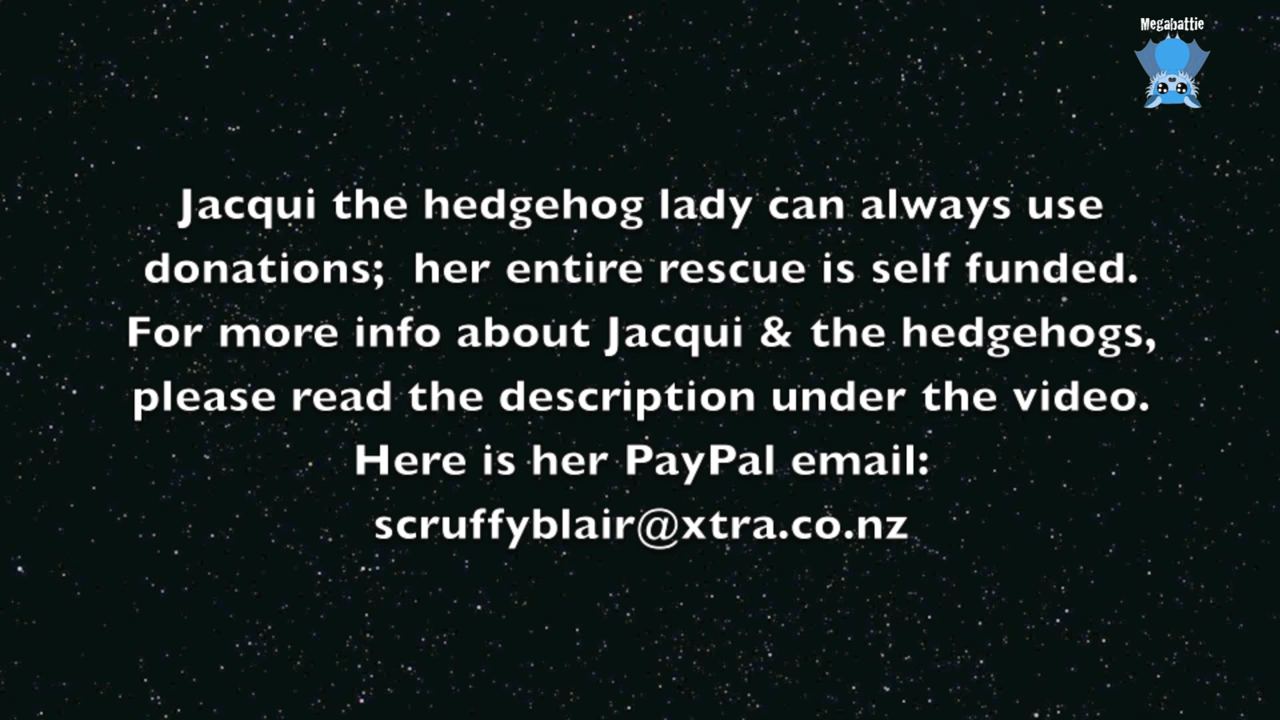 Megabattie
Jacqui the hedgehog lady can always use
donations;  her entire rescue is self funded.
For more info about Jacqui & the hedgehogs,
please read the description under the video.
Here is her PayPal email:
scruffyblair@xtra.co.nz